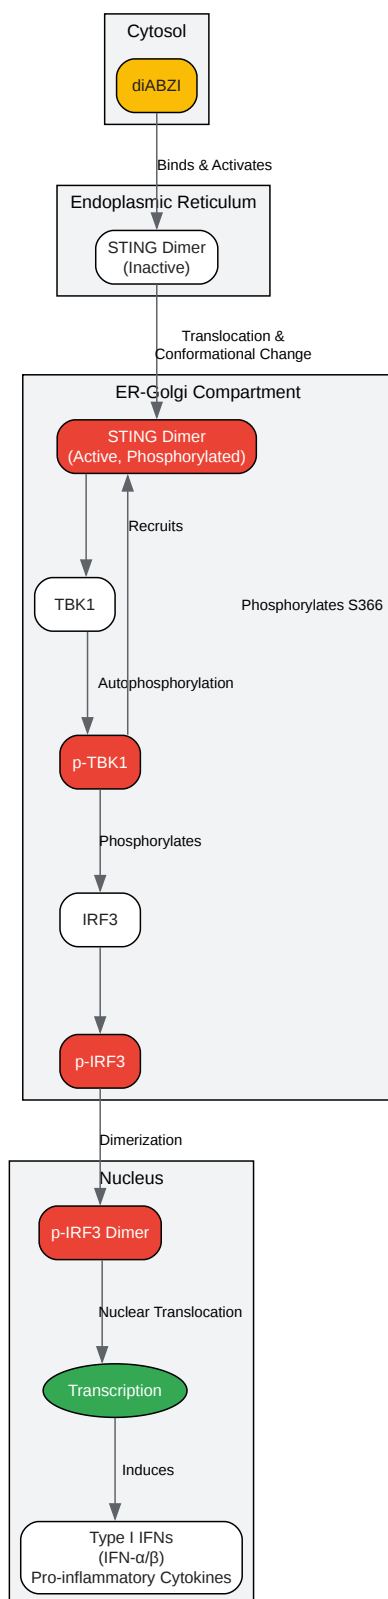 Cytosol
diABZI
Binds & Activates
Endoplasmic Reticulum
STING Dimer
(Inactive)
Translocation &
Conformational Change
ER-Golgi Compartment
STING Dimer
(Active, Phosphorylated)
Recruits
TBK1
Phosphorylates S366
Autophosphorylation
p-TBK1
Phosphorylates
IRF3
p-IRF3
Dimerization
Nucleus
p-IRF3 Dimer
Nuclear Translocation
Transcription
Induces
Type I IFNs
(IFN-α/β)
Pro-inflammatory Cytokines